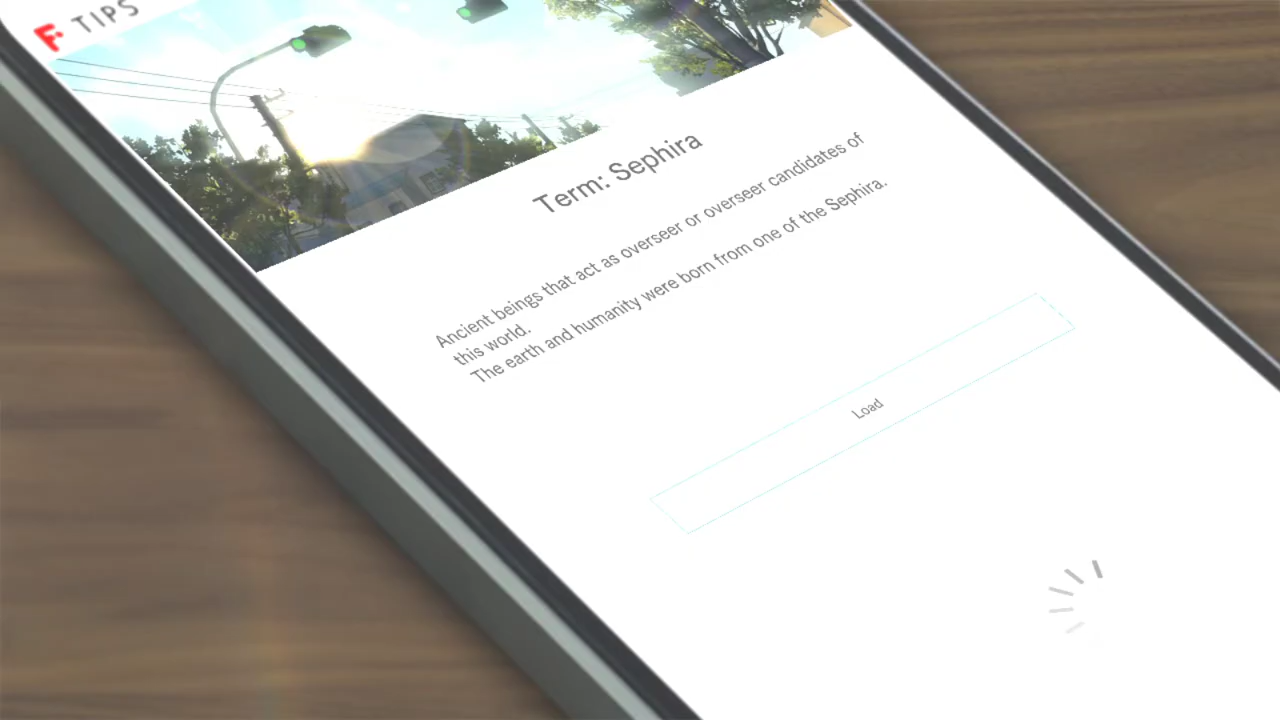 F TIPS
Term: Sephira
Ancient beings that act as overseer or overseer candidates of
this world.
The earth and humanity were born from one of the Sephira.
Load